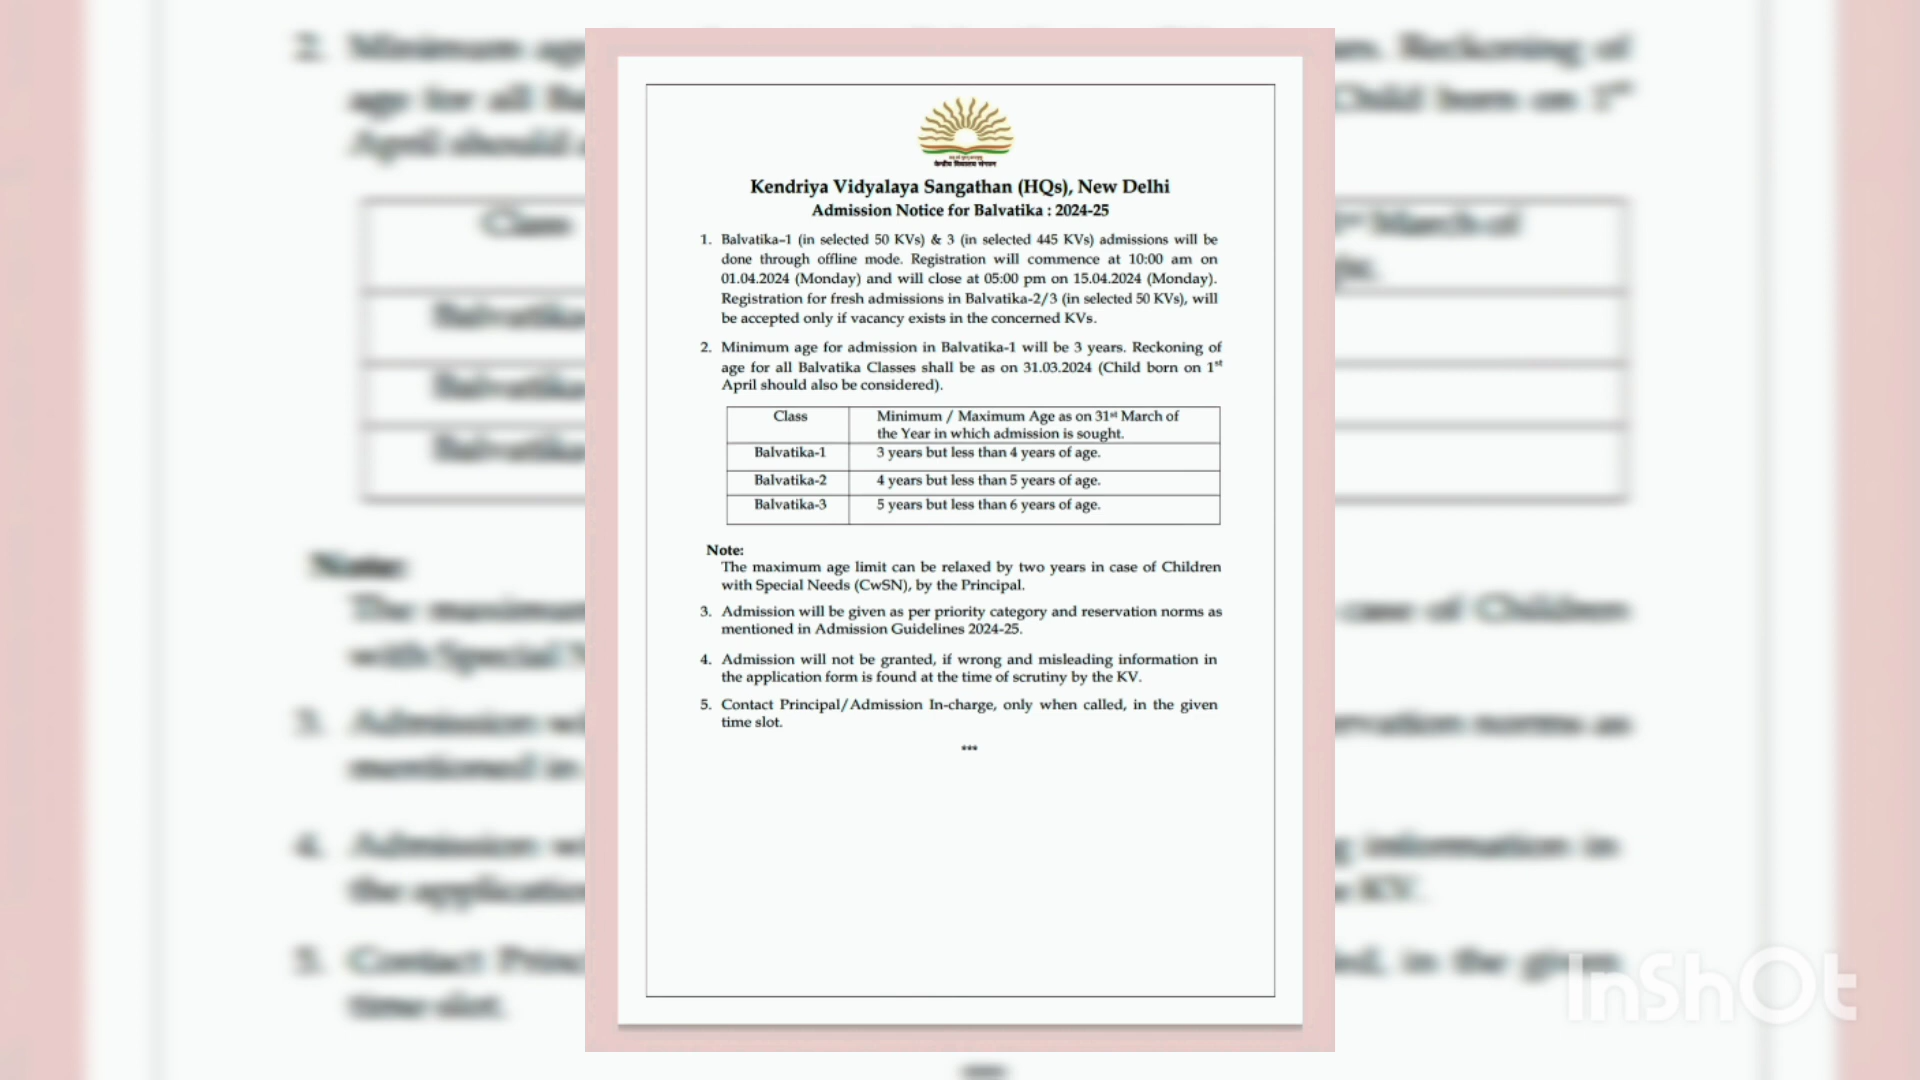 केन्द्रीय विद्यालय संगठन
Kendriya Vidyalaya Sangathan (HQs), New Delhi
Admission Notice for Balvatika : 2024-25
1. Balvatika–1 (in selected 50 KVs) & 3 (in selected 445 KVs) admissions will be
done through offline mode. Registration will commence at 10:00 am on
01.04.2024 (Monday) and will close at 05:00 pm on 15.04.2024 (Monday).
Registration for fresh admissions in Balvatika-2/3 (in selected 50 KVs), will
be accepted only if vacancy exists in the concerned KVs.
2. Minimum age for admission in Balvatika-1 will be 3 years. Reckoning of
age for all Balvatika Classes shall be as on 31.03.2024 (Child born on 1st
April should also be considered).
Class Minimum / Maximum Age as on 31st March of
the Year in which admission is sought.
Balvatika-1 3 years but less than 4 years of age.
Balvatika-2 4 years but less than 5 years of age.
Balvatika-3 5 years but less than 6 years of age.
Note:
The maximum age limit can be relaxed by two years in case of Children
with Special Needs (CwSN), by the Principal.
3. Admission will be given as per priority category and reservation norms as
mentioned in Admission Guidelines 2024-25.
4. Admission will not be granted, if wrong and misleading information in
the application form is found at the time of scrutiny by the KV.
5. Contact Principal/Admission In-charge, only when called, in the given
time slot.
***
InShOt